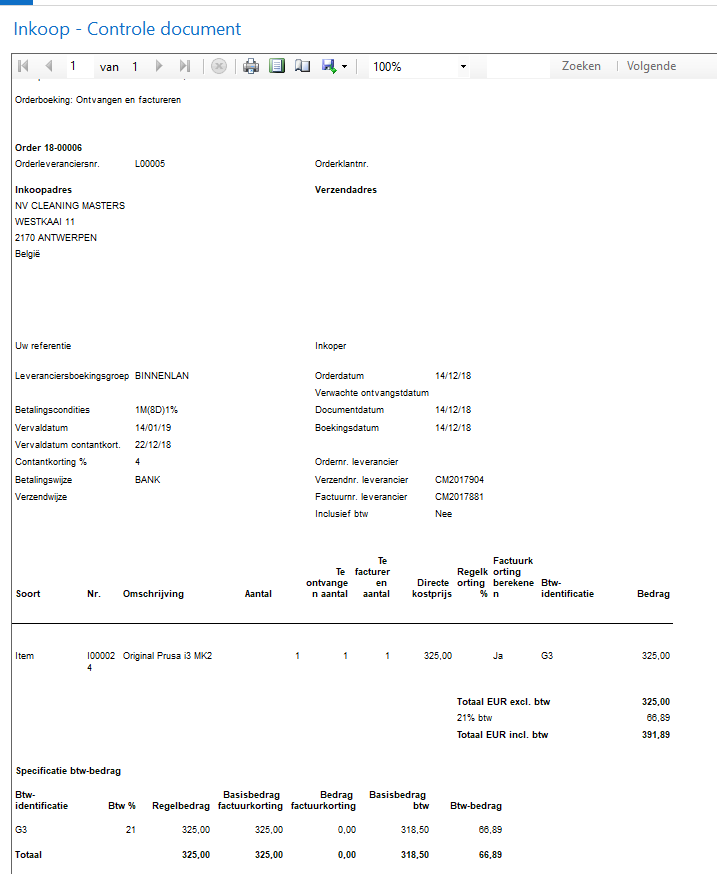 Inkoop - Controle document
1 van 1 100% Zoeken Volgende
Orderboeking: Ontvangen en factureren
Order 18-00006
Orderleveranciersnr. L00005 Orderklantnr.
Inkoopadres Verzendadres
NV CLEANING MASTERS
WESTKAAI 11
2170 ANTWERPEN
België
Uw referentie Inkoper
Leveranciersboekingsgroep BINNENLAN Orderdatum 14/12/18
Verwachte ontvangstdatum
Betalingscondities 1M(8D)1% Documentdatum 14/12/18
Vervaldatum 14/01/19 Boekingsdatum 14/12/18
Vervaldatum contantkort. 22/12/18
Contantkorting % 4 Ordernr. leverancier
Betalingswijze BANK Verzendnr. leverancier CM2017904
Verzendwijze Factuurnr. leverancier CM2017881
Inclusief btw Nee
Te Factuurk
Te facturer Regelk orting
ontvange en Directe orting berekene Btw-
Soort Nr. Omschrijving Aantal n aantal aantal kostprijs % n identificatie Bedrag
Item I00002 Original Prusa i3 MK2 1 1 1 325,00 Ja G3 325,00
4
Totaal EUR excl. btw 325,00
21% btw 66,89
Totaal EUR incl. btw 391,89
Specificatie btw-bedrag
Btw- Basisbedrag Bedrag Basisbedrag
identificatie Btw % Regelbedrag factuurkorting factuurkorting btw Btw-bedrag
G3 21 325,00 325,00 0,00 318,50 66,89
Totaal 325,00 325,00 0,00 318,50 66,89